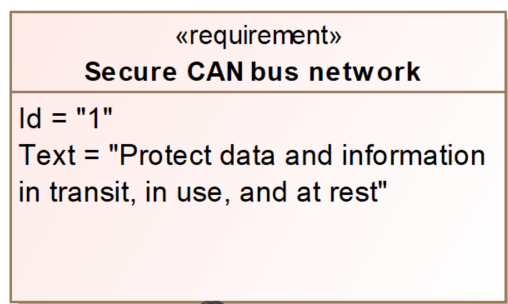 «requirement»
Secure CAN bus network
Id = "1"
Text = "Protect data and information
in transit, in use, and at rest"